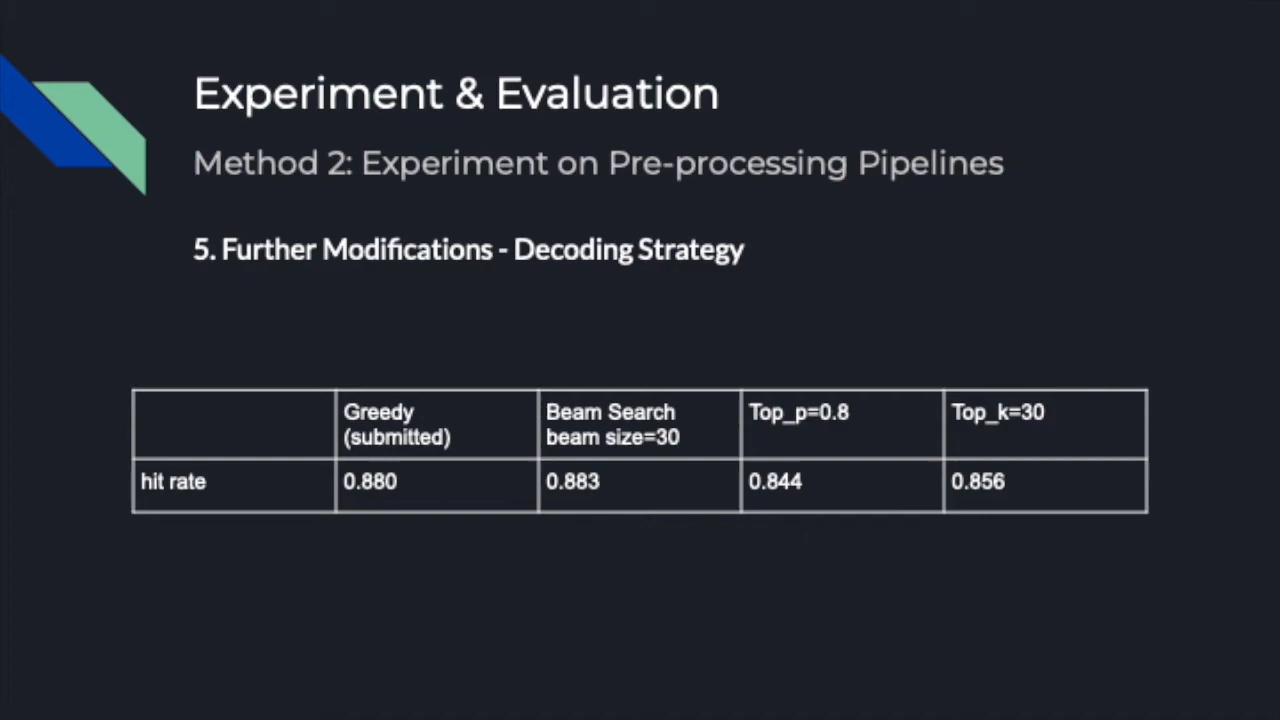 Experiment & Evaluation
Method 2: Experiment on Pre-processing Pipelines
5. Further Modifications - Decoding Strategy
Greedy
(submitted)
Beam Search
beam size=30
Top_p=0.8
Top_k=30
hit rate
0.880
0.883
0.844
0.856